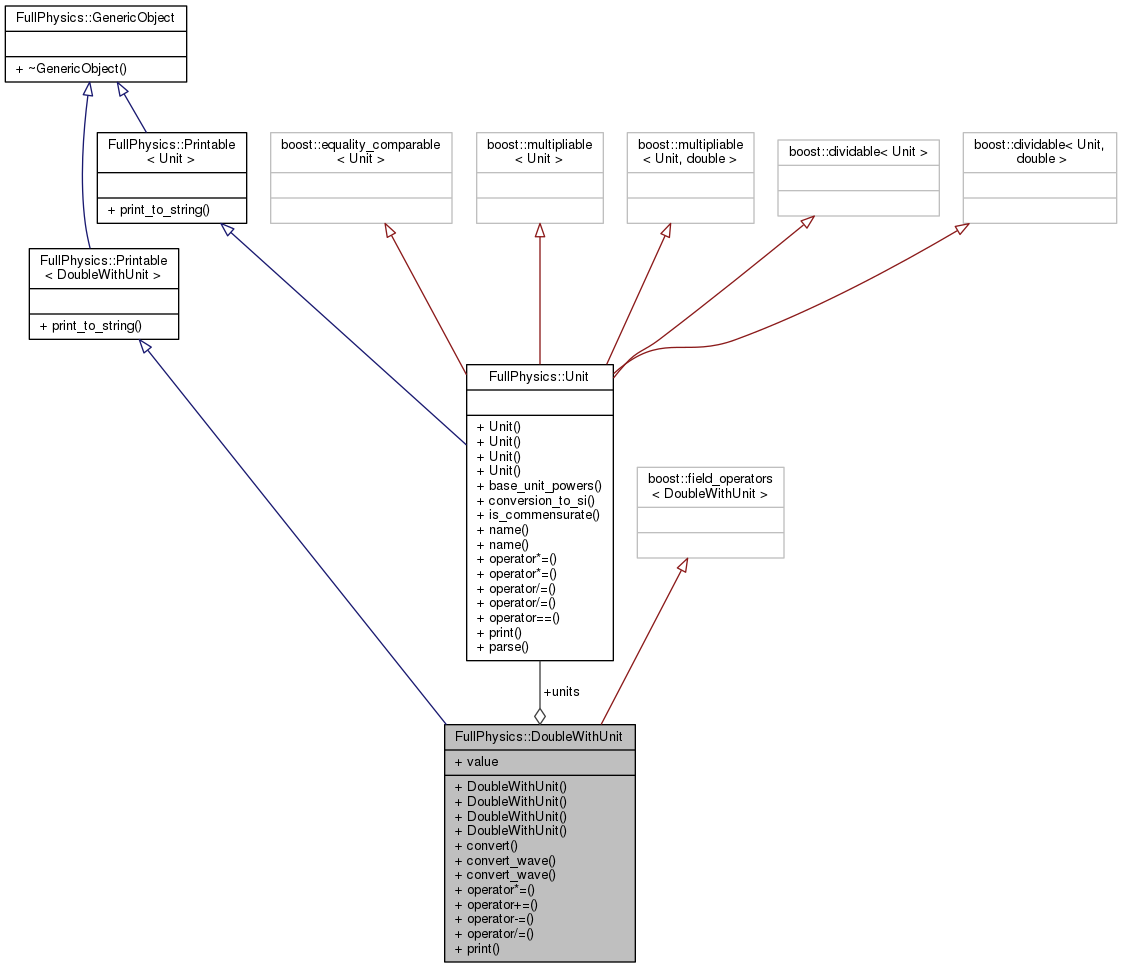 FullPhysics::GenericObject
+ ~GenericObject()
FullPhysics::Printable
< Unit >
+ print_to_string()
boost::equality_comparable
< Unit >
boost::multipliable
< Unit >
boost::multipliable
< Unit, double >
boost::dividable< Unit >
boost::dividable< Unit,
double >
FullPhysics::Printable
< DoubleWithUnit >
+ print_to_string()
FullPhysics::Unit
+ Unit()
+ Unit()
+ Unit()
+ Unit()
+ base_unit_powers()
+ conversion_to_si()
+ is_commensurate()
+ name()
+ name()
+ operator*=()
+ operator*=()
+ operator/=()
+ operator/=()
+ operator==()
+ print()
+ parse()
boost::field_operators
< DoubleWithUnit >
+units
FullPhysics::DoubleWithUnit
+ value
+ DoubleWithUnit()
+ DoubleWithUnit()
+ DoubleWithUnit()
+ DoubleWithUnit()
+ convert()
+ convert_wave()
+ convert_wave()
+ operator*=()
+ operator+=()
+ operator-=()
+ operator/=()
+ print()